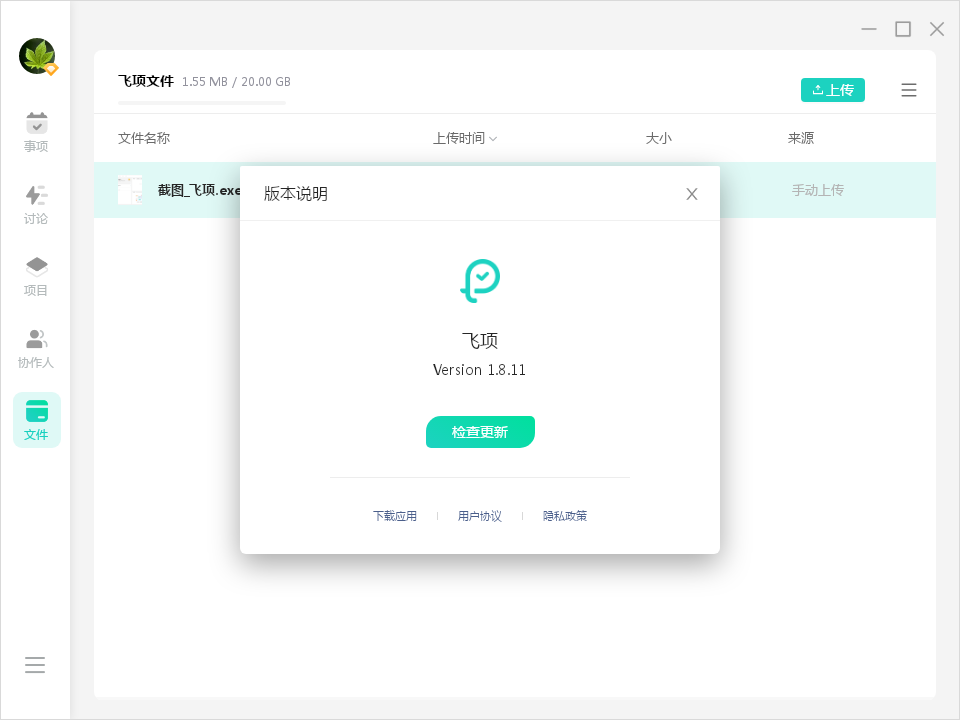 飞项文件 1.55 MB / 20.00 GB
上传
文件名称 上传时间 大小 来源
截图_飞项.exe
手动上传
事项
讨论
项目
协作人
文件
版本说明
飞项
Version 1.8.11
检查更新
下载应用 用户协议 隐私政策